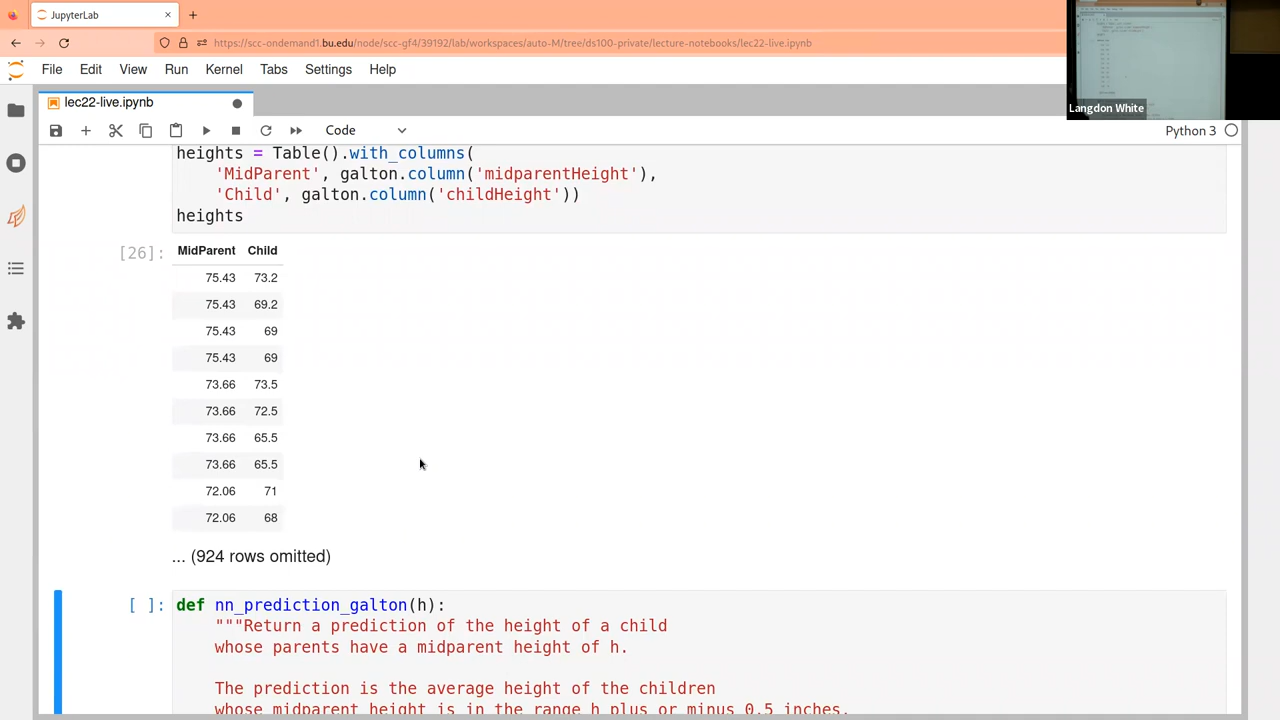 JupyterLab
https://scc-ondemand1.bu.edu/node/scc-gf4/39192/lab/workspaces/auto-M/tree/ds100-private/lecture-notebooks/lec22-live.ipynb
File Edit View Run Kernel Tabs Settings Help
Langdon White
lec22-live.ipynb
Code
Python 3
heights = Table().with_columns(
'MidParent', galton.column('midparentHeight'),
'Child', galton.column('childHeight'))
heights
[26]:
MidParent Child
75.43 73.2
75.43 69.2
75.43 69
75.43 69
73.66 73.5
73.66 72.5
73.66 65.5
73.66 65.5
72.06 71
72.06 68
... (924 rows omitted)
[ ]: def nn_prediction_galton(h):
"""Return a prediction of the height of a child
whose parents have a midparent height of h.
The prediction is the average height of the children
whose midparent height is in the range h plus or minus 0.5 inches.